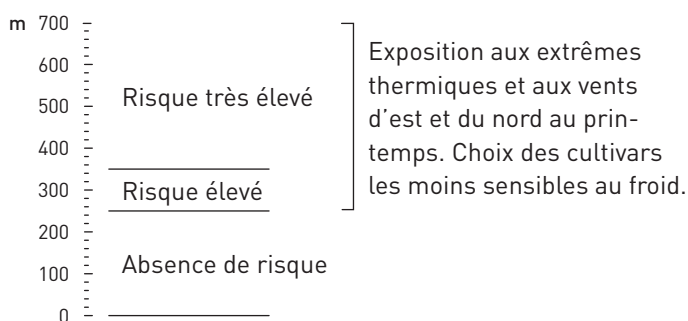 m 700
600
500
400
300
200
100
0
Risque très élevé
Risque élevé
Absence de risque
Exposition aux extrêmes
thermiques et aux vents
d’est et du nord au prin-
temps. Choix des cultivars
les moins sensibles au froid.